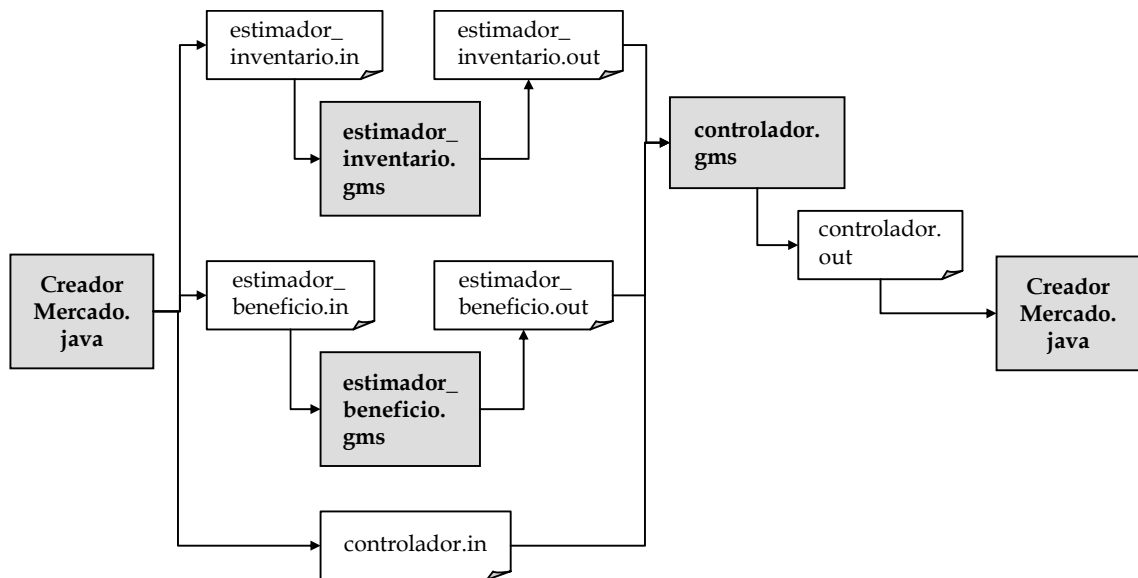 estimador_
inventario.in
estimador_
inventario.out
estimador_
inventario.
gms
controlador.
gms
controlador.
out
Creador
Mercado.
java
estimador_
beneficio.in
estimador_
beneficio.out
Creador
Mercado.
java
estimador_
beneficio.
gms
controlador.in